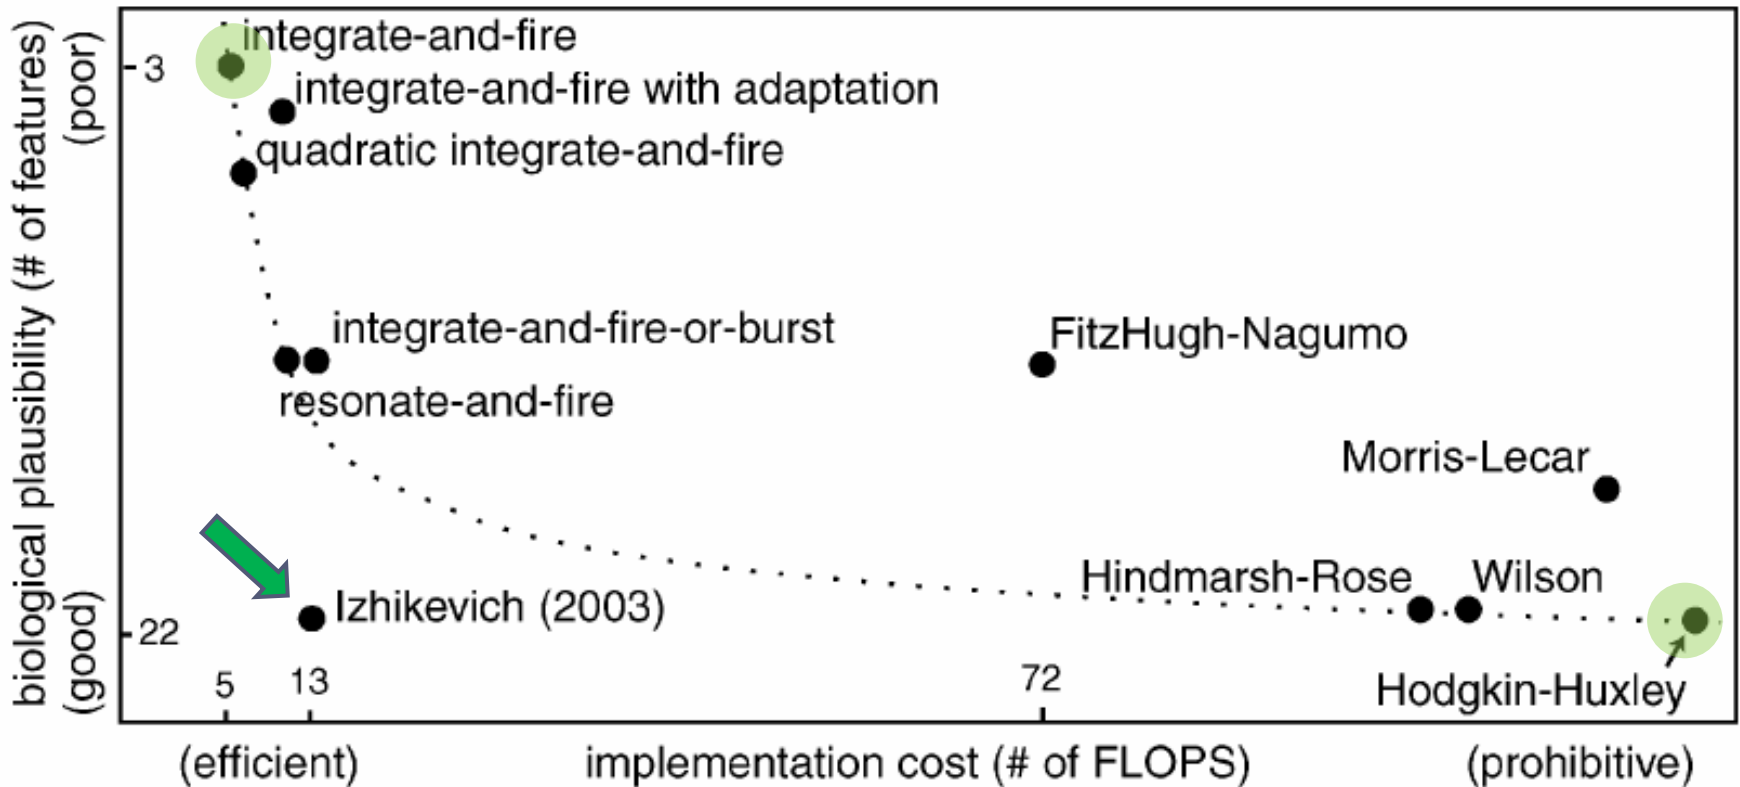 biological plausibility (# of features)
(poor)
(good)
3
22
integrate-and-fire
integrate-and-fire with adaptation
quadratic integrate-and-fire
integrate-and-fire-or-burst
resonate-and-fire
FitzHugh-Nagumo
Morris-Lecar
Hindmarsh-Rose
Wilson
Izhikevich (2003)
Hodgkin-Huxley
5
13
72
(efficient)
implementation cost (# of FLOPS)
(prohibitive)